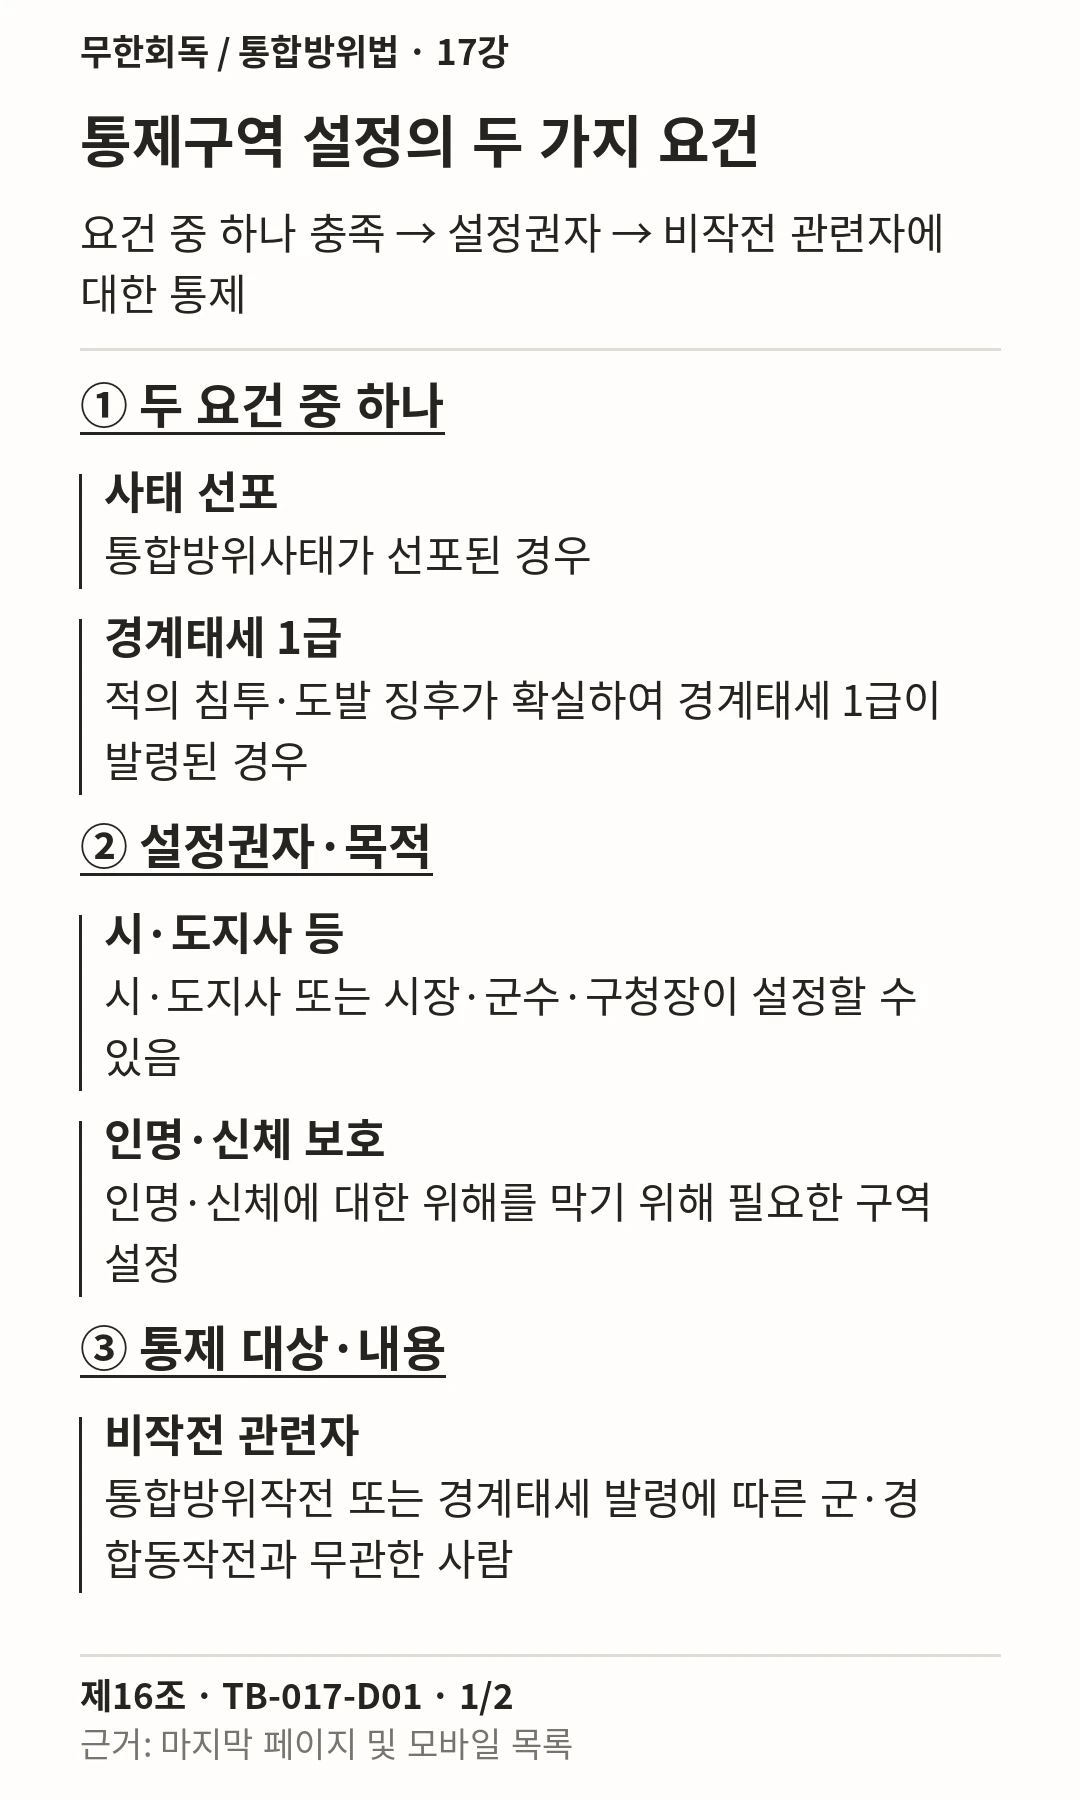 무한회독 / 통합방위법 · 17강
통제구역 설정의 두 가지 요건
요건 중 하나 충족 → 설정권자 → 비작전 관련자에
대한 통제
① 두 요건 중 하나
사태 선포
통합방위사태가 선포된 경우
경계태세 1급
적의 침투·도발 징후가 확실하여 경계태세 1급이
발령된 경우
② 설정권자·목적
시·도지사 등
시·도지사 또는 시장·군수·구청장이 설정할 수
있음
인명·신체 보호
인명·신체에 대한 위해를 막기 위해 필요한 구역
설정
③ 통제 대상·내용
비작전 관련자
통합방위작전 또는 경계태세 발령에 따른 군·경
합동작전과 무관한 사람
제16조 · TB-017-D01 · 1/2
근거: 마지막 페이지 및 모바일 목록